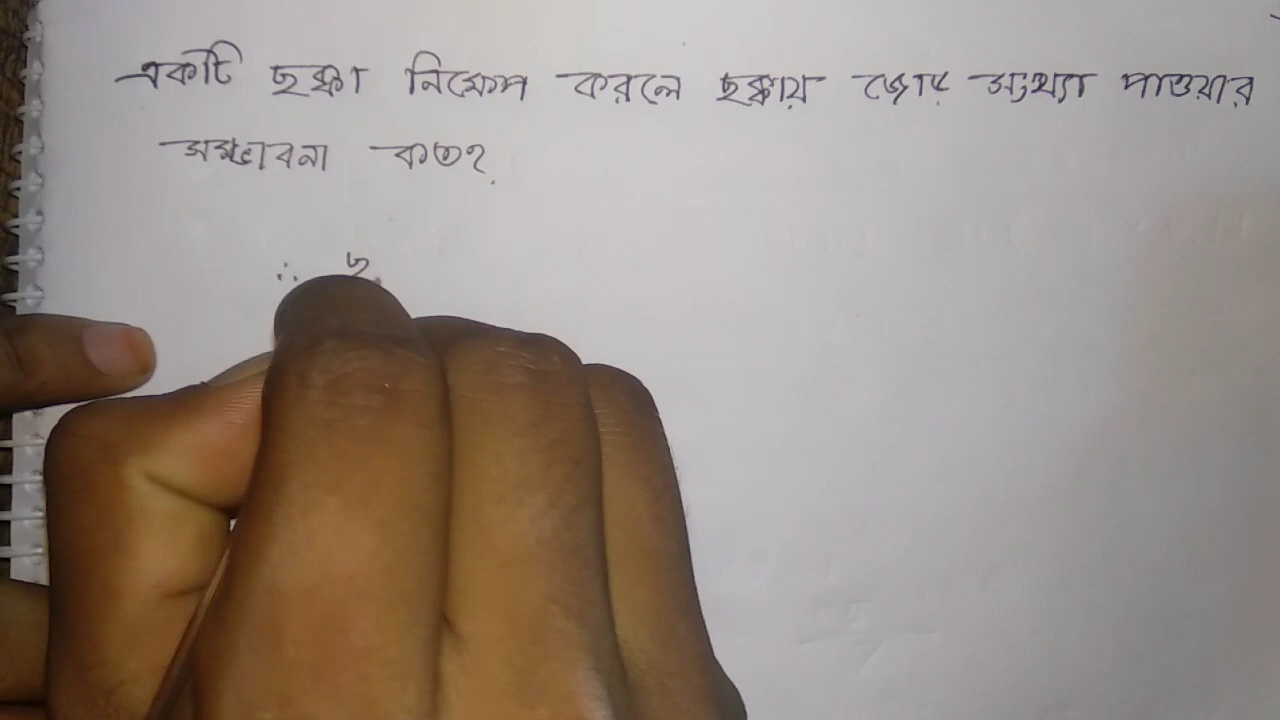 একটি ছক্কা নিক্ষেপ করলে ছক্কায় জোড় সংখ্যা পাওয়ার
সম্ভাবনা কত?
∴